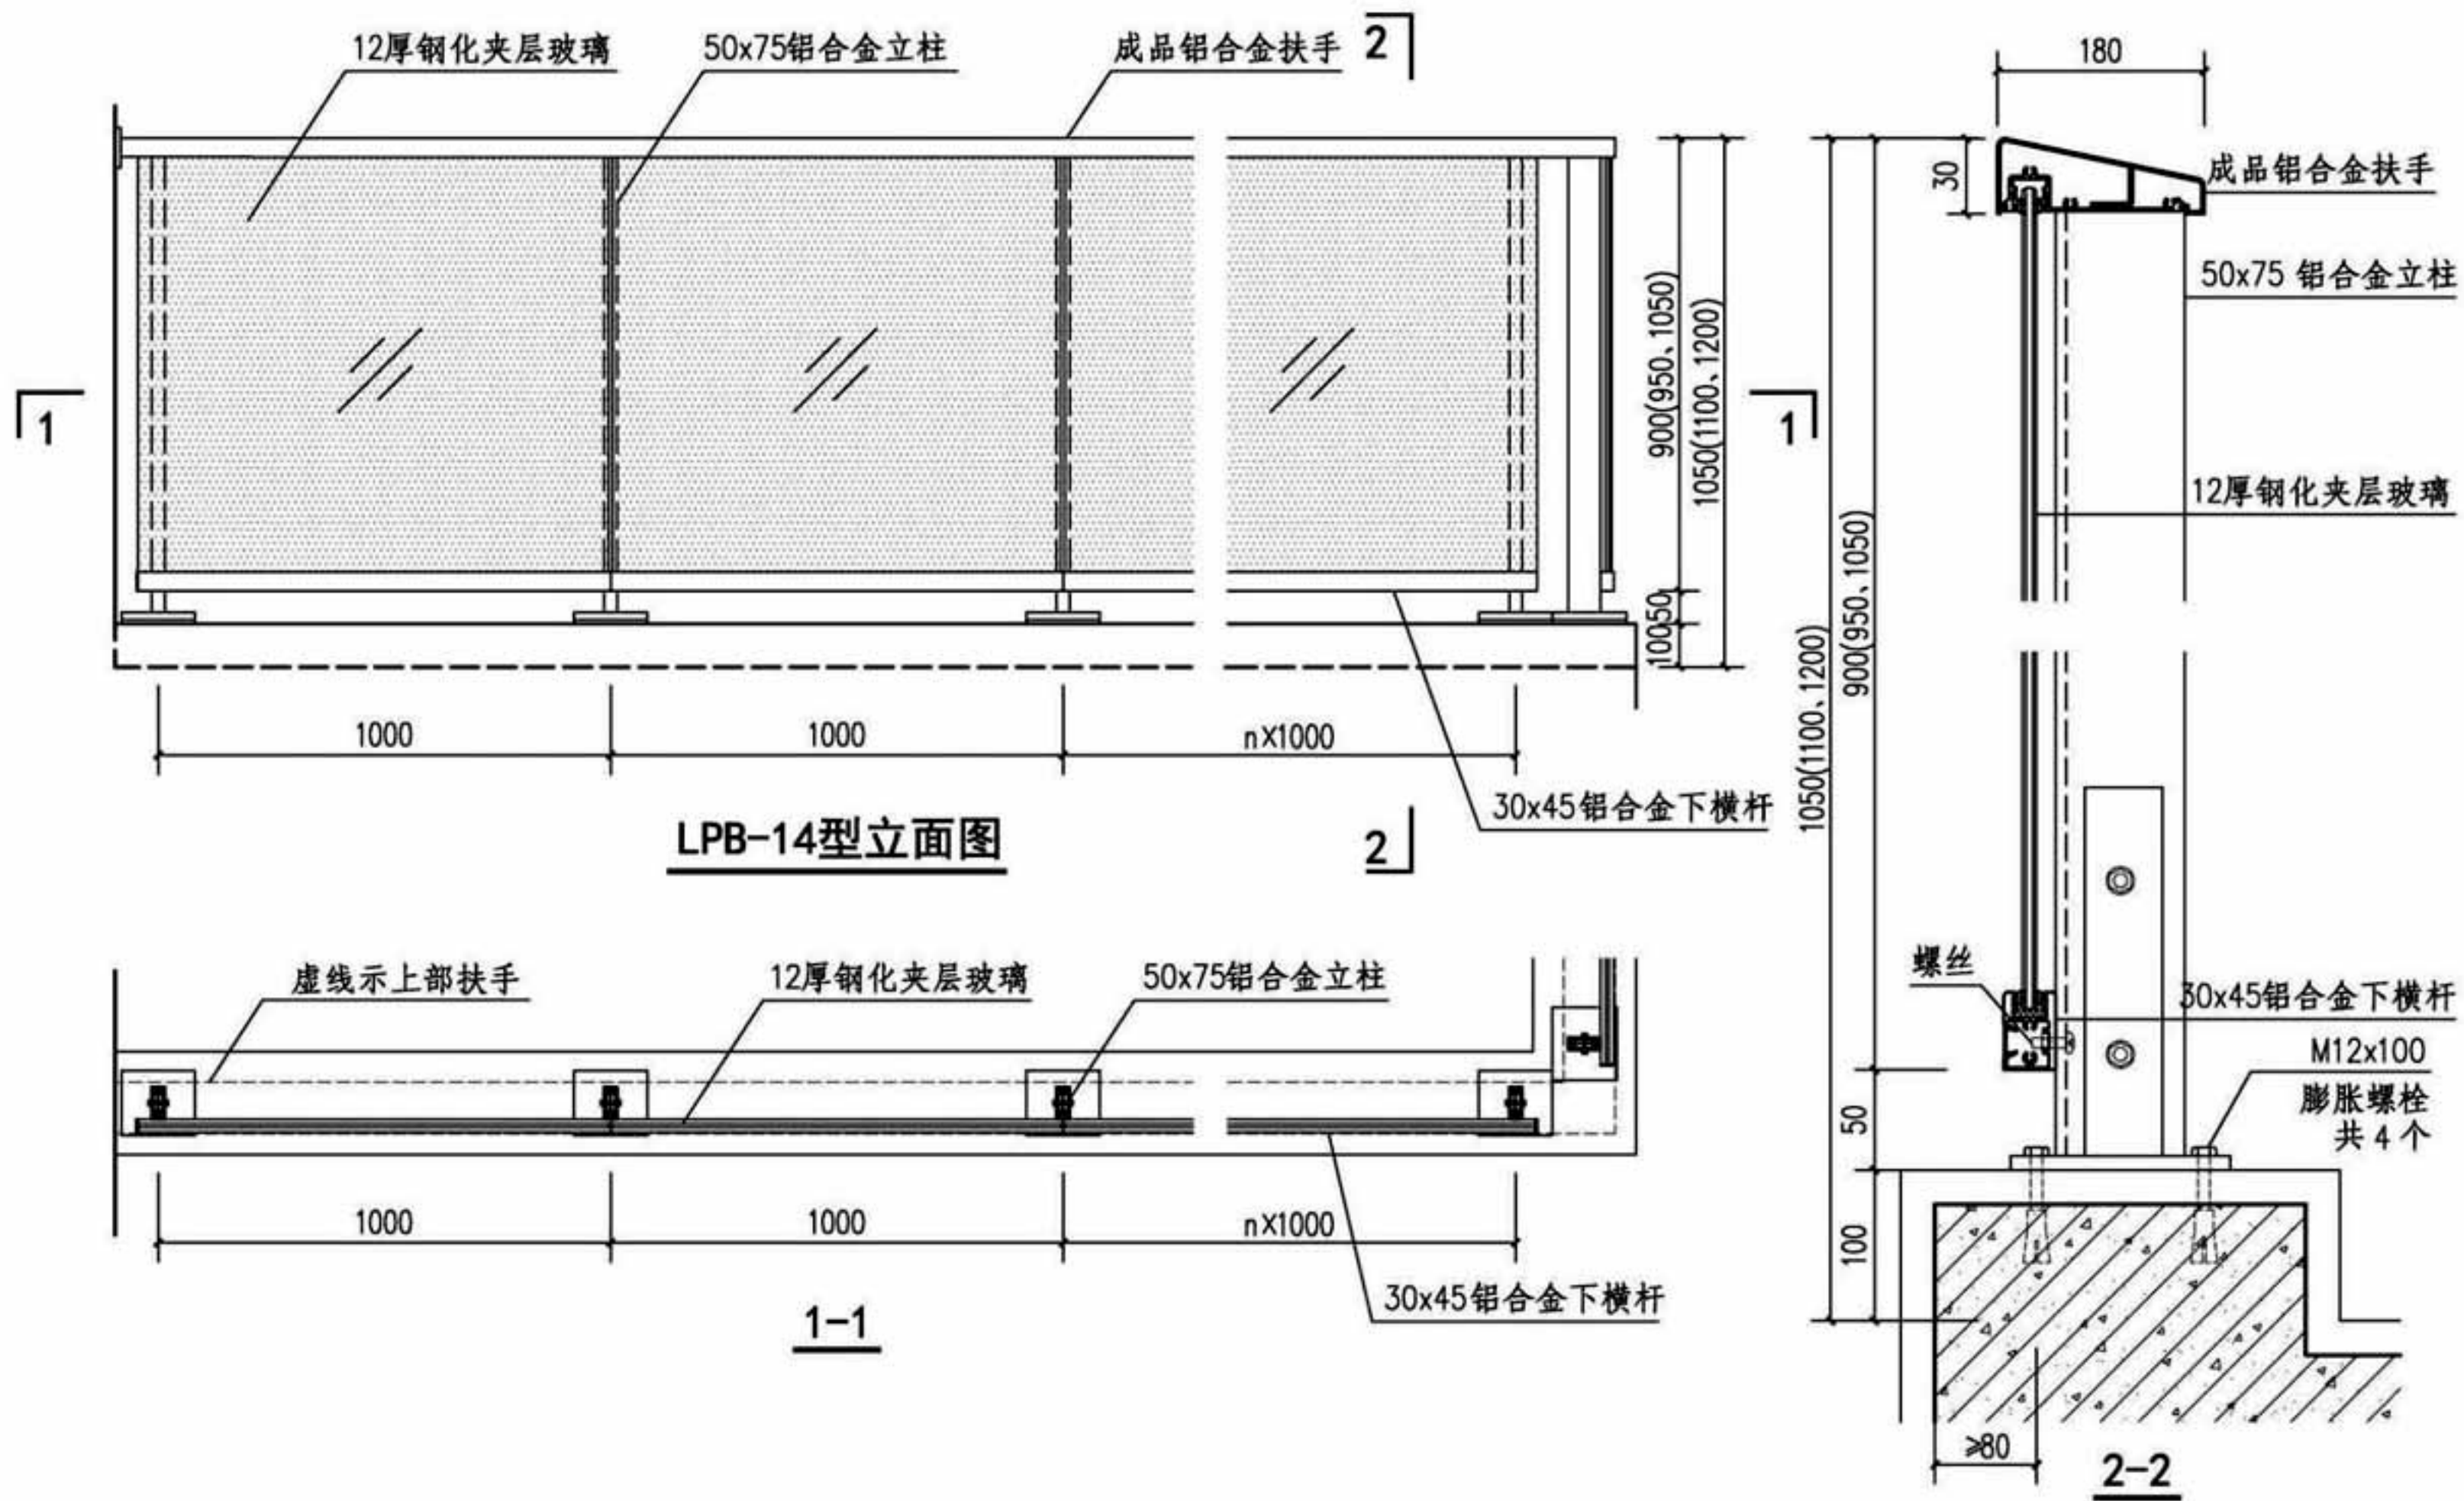 12厚钢化夹层玻璃
50x75铝合金立柱
成品铝合金扶手
2
1
1
900(950、1050)
1050(1100、1200)
50
100
1000
1000
n×1000
30x45铝合金下横杆
LPB-14型立面图
2
虚线示上部扶手
12厚钢化夹层玻璃
50x75铝合金立柱
1000
1000
n×1000
30x45铝合金下横杆
1-1
180
30
成品铝合金扶手
50x75 铝合金立柱
12厚钢化夹层玻璃
1050(1100、1200)
900(950、1050)
螺丝
30x45铝合金下横杆
M12x100
膨胀螺栓
共 4 个
50
100
≥80
2-2